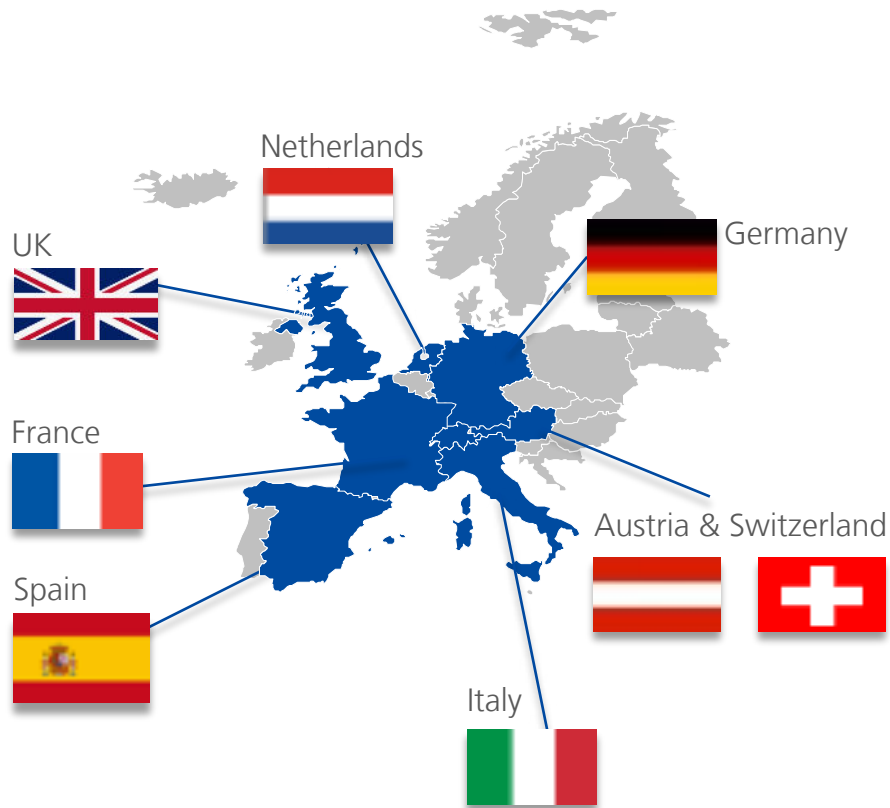 Netherlands
UK
Germany
France
Austria & Switzerland
Spain
Italy